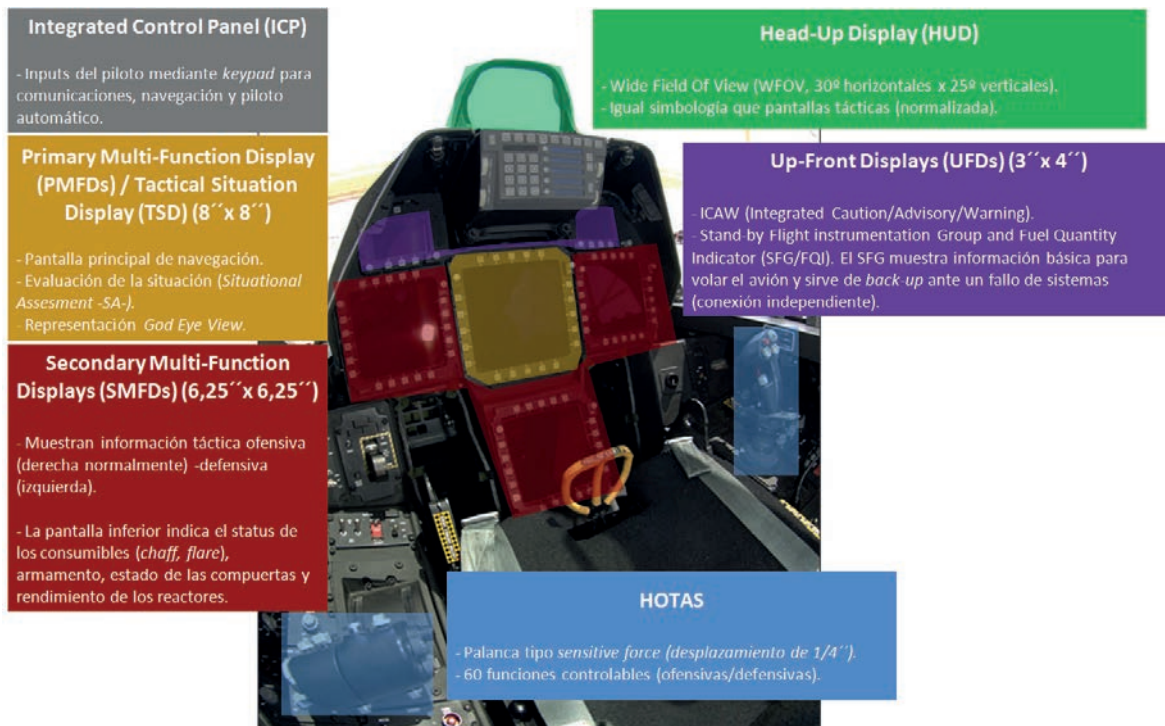 Integrated Control Panel (ICP)
- Inputs del piloto mediante keypad para
comunicaciones, navegación y piloto
automático.
Primary Multi-Function Display
(PMFDs) / Tactical Situation
Display (TSD) (8´´x 8´´)
- Pantalla principal de navegación.
- Evaluación de la situación (Situational
Assesment -SA-).
- Representación God Eye View.
Secondary Multi-Function
Displays (SMFDs) (6,25´´x 6,25´´)
- Muestran información táctica ofensiva
(derecha normalmente) -defensiva
(izquierda).
- La pantalla inferior indica el status de
los consumibles (chaff, flare),
armamento, estado de las compuertas y
rendimiento de los reactores.
Head-Up Display (HUD)
- Wide Field Of View (WFOV, 30º horizontales x 25º verticales).
- Igual simbología que pantallas tácticas (normalizada).
Up-Front Displays (UFDs) (3´´x 4´´)
- ICAW (Integrated Caution/Advisory/Warning).
- Stand-by Flight instrumentation Group and Fuel Quantity
Indicator (SFG/FQI). El SFG muestra información básica para
volar el avión y sirve de back-up ante un fallo de sistemas
(conexión independiente).
HOTAS
- Palanca tipo sensitive force (desplazamiento de 1/4´´).
- 60 funciones controlables (ofensivas/defensivas).